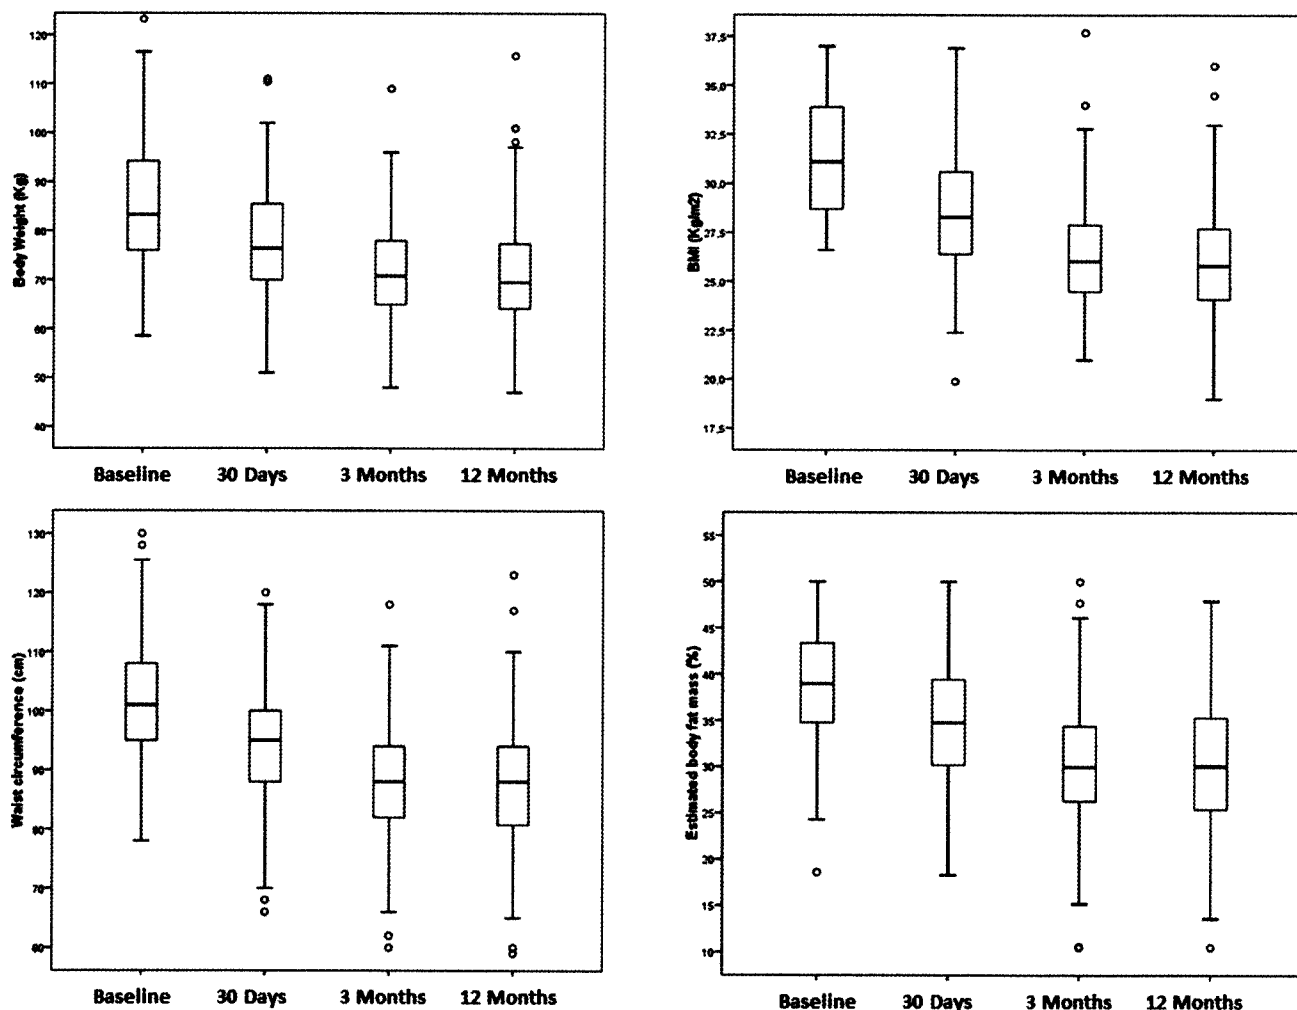 120
110
100
90
80
70
60
50
40
Body Weight (Kg)
Baseline
30 Days
3 Months
12 Months
37,5
35,0
32,5
30,0
27,5
25,0
22,5
20,0
17,5
BMI (Kg/m2)
Baseline
30 Days
3 Months
12 Months
130
120
110
100
90
80
70
60
Waist circumference (cm)
Baseline
30 Days
3 Months
12 Months
55
50
45
40
35
30
25
20
15
10
Estimated body fat mass (%)
Baseline
30 Days
3 Months
12 Months